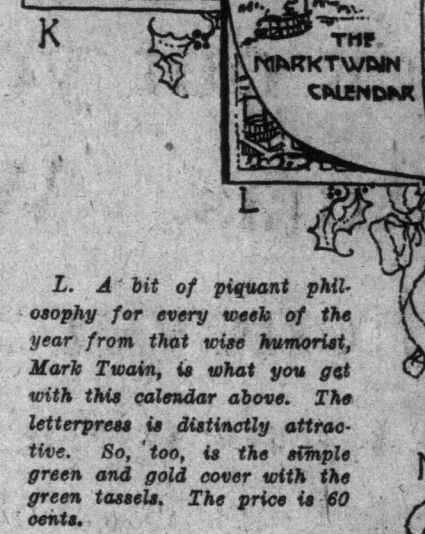 K
THE
MARK TWAIN
CALENDAR
L
L. A bit of piquant phil-
osophy for every week of the
year from that wise humorist,
Mark Twain, is what you get
with this calendar above. The
letterpress is distinctly attrac-
tive. So, too, is the simple
green and gold cover with the
green tassels. The price is 60
cents.